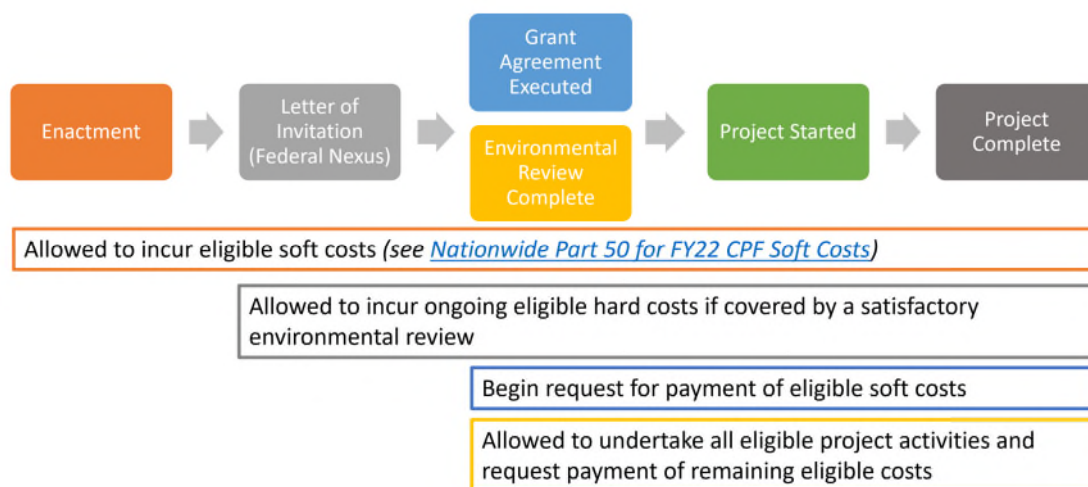 Enactment
Letter of
Invitation
(Federal Nexus)
Grant
Agreement
Executed
Environmental
Review
Complete
Project Started
Project
Complete
Allowed to incur eligible soft costs (see Nationwide Part 50 for FY22 CPF Soft Costs)
Allowed to incur ongoing eligible hard costs if covered by a satisfactory
environmental review
Begin request for payment of eligible soft costs
Allowed to undertake all eligible project activities and
request payment of remaining eligible costs